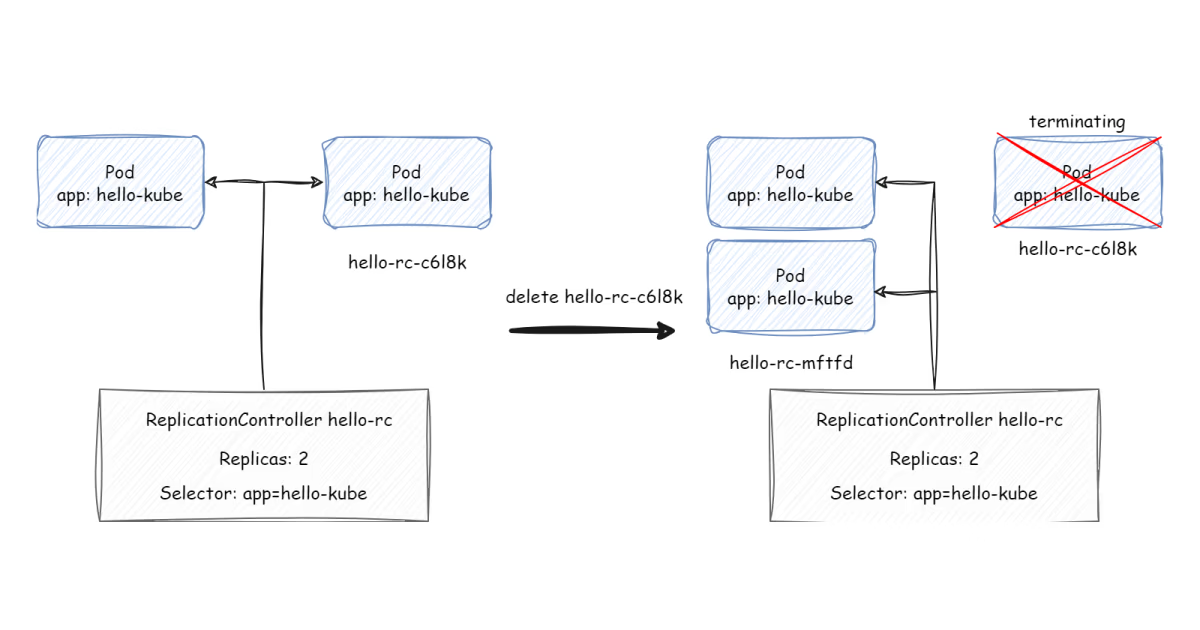 Pod
app: hello-kube
Pod
app: hello-kube
hello-rc-c6l8k
ReplicationController hello-rc
Replicas: 2
Selector: app=hello-kube
delete hello-rc-c6l8k
Pod
app: hello-kube
Pod
app: hello-kube
hello-rc-mftfd
terminating
Pod
app: hello-kube
hello-rc-c6l8k
ReplicationController hello-rc
Replicas: 2
Selector: app=hello-kube